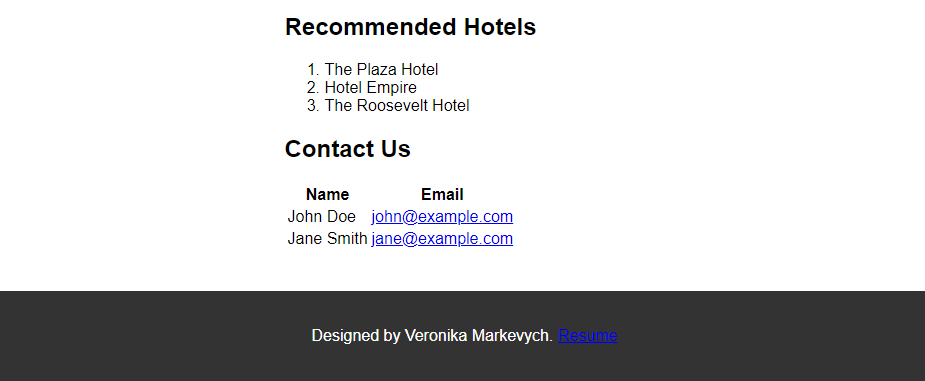 Recommended Hotels
1. The Plaza Hotel
2. Hotel Empire
3. The Roosevelt Hotel
Contact Us
Name Email
John Doe john@example.com
Jane Smith jane@example.com
Designed by Veronika Markevych. Resume